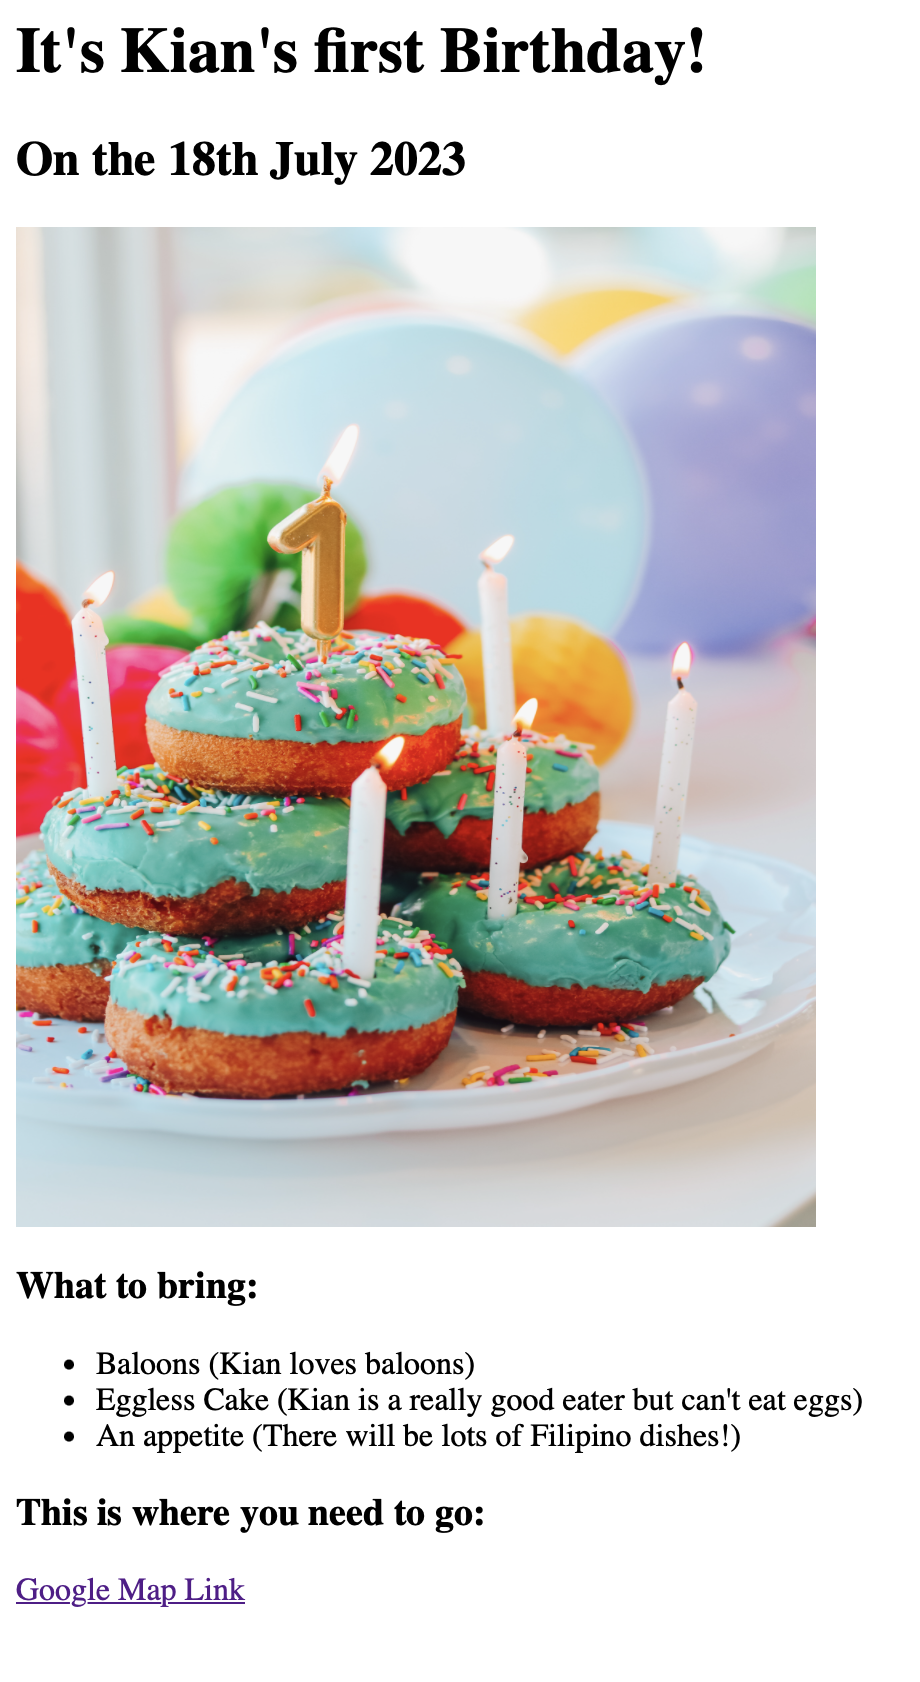 It's Kian's first Birthday!
On the 18th July 2023
1
What to bring:
Baloons (Kian loves baloons)
Eggless Cake (Kian is a really good eater but can't eat eggs)
An appetite (There will be lots of Filipino dishes!)
This is where you need to go:
Google Map Link